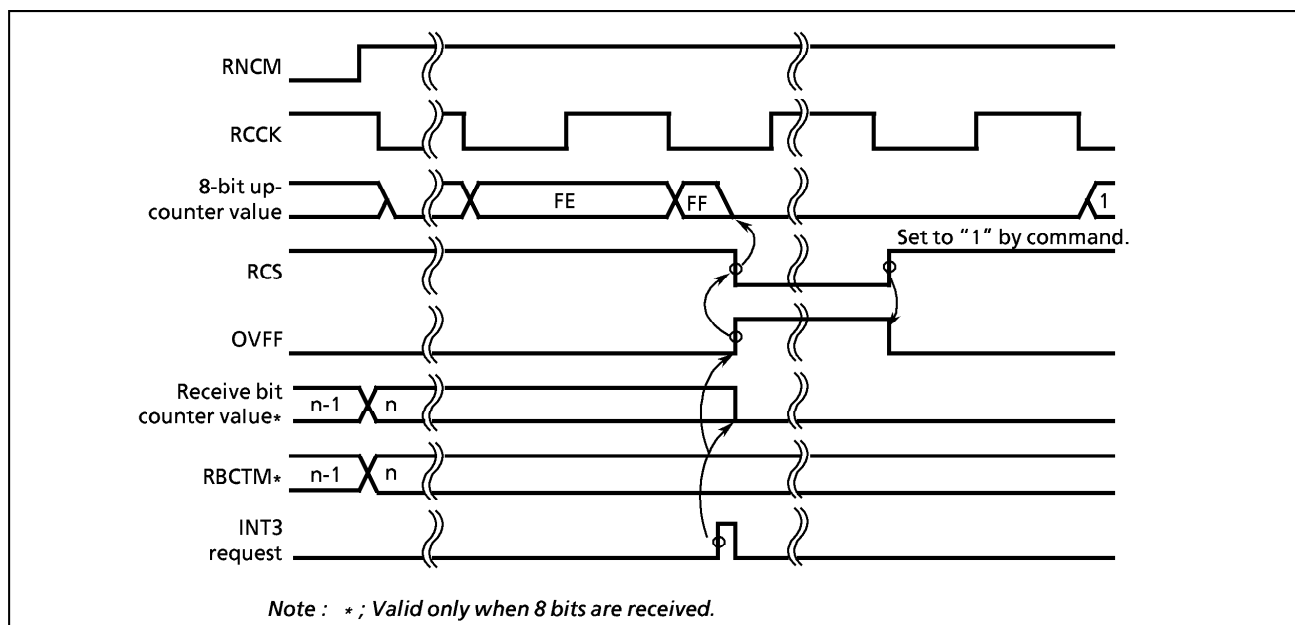 RNCM
RCCK
8-bit up-
counter value
FE
FF
1
Set to "1" by command.
RCS
OVFF
Receive bit
counter value*
n-1
n
RBCTM*
n-1
n
INT3
request
Note : * ; Valid only when 8 bits are received.